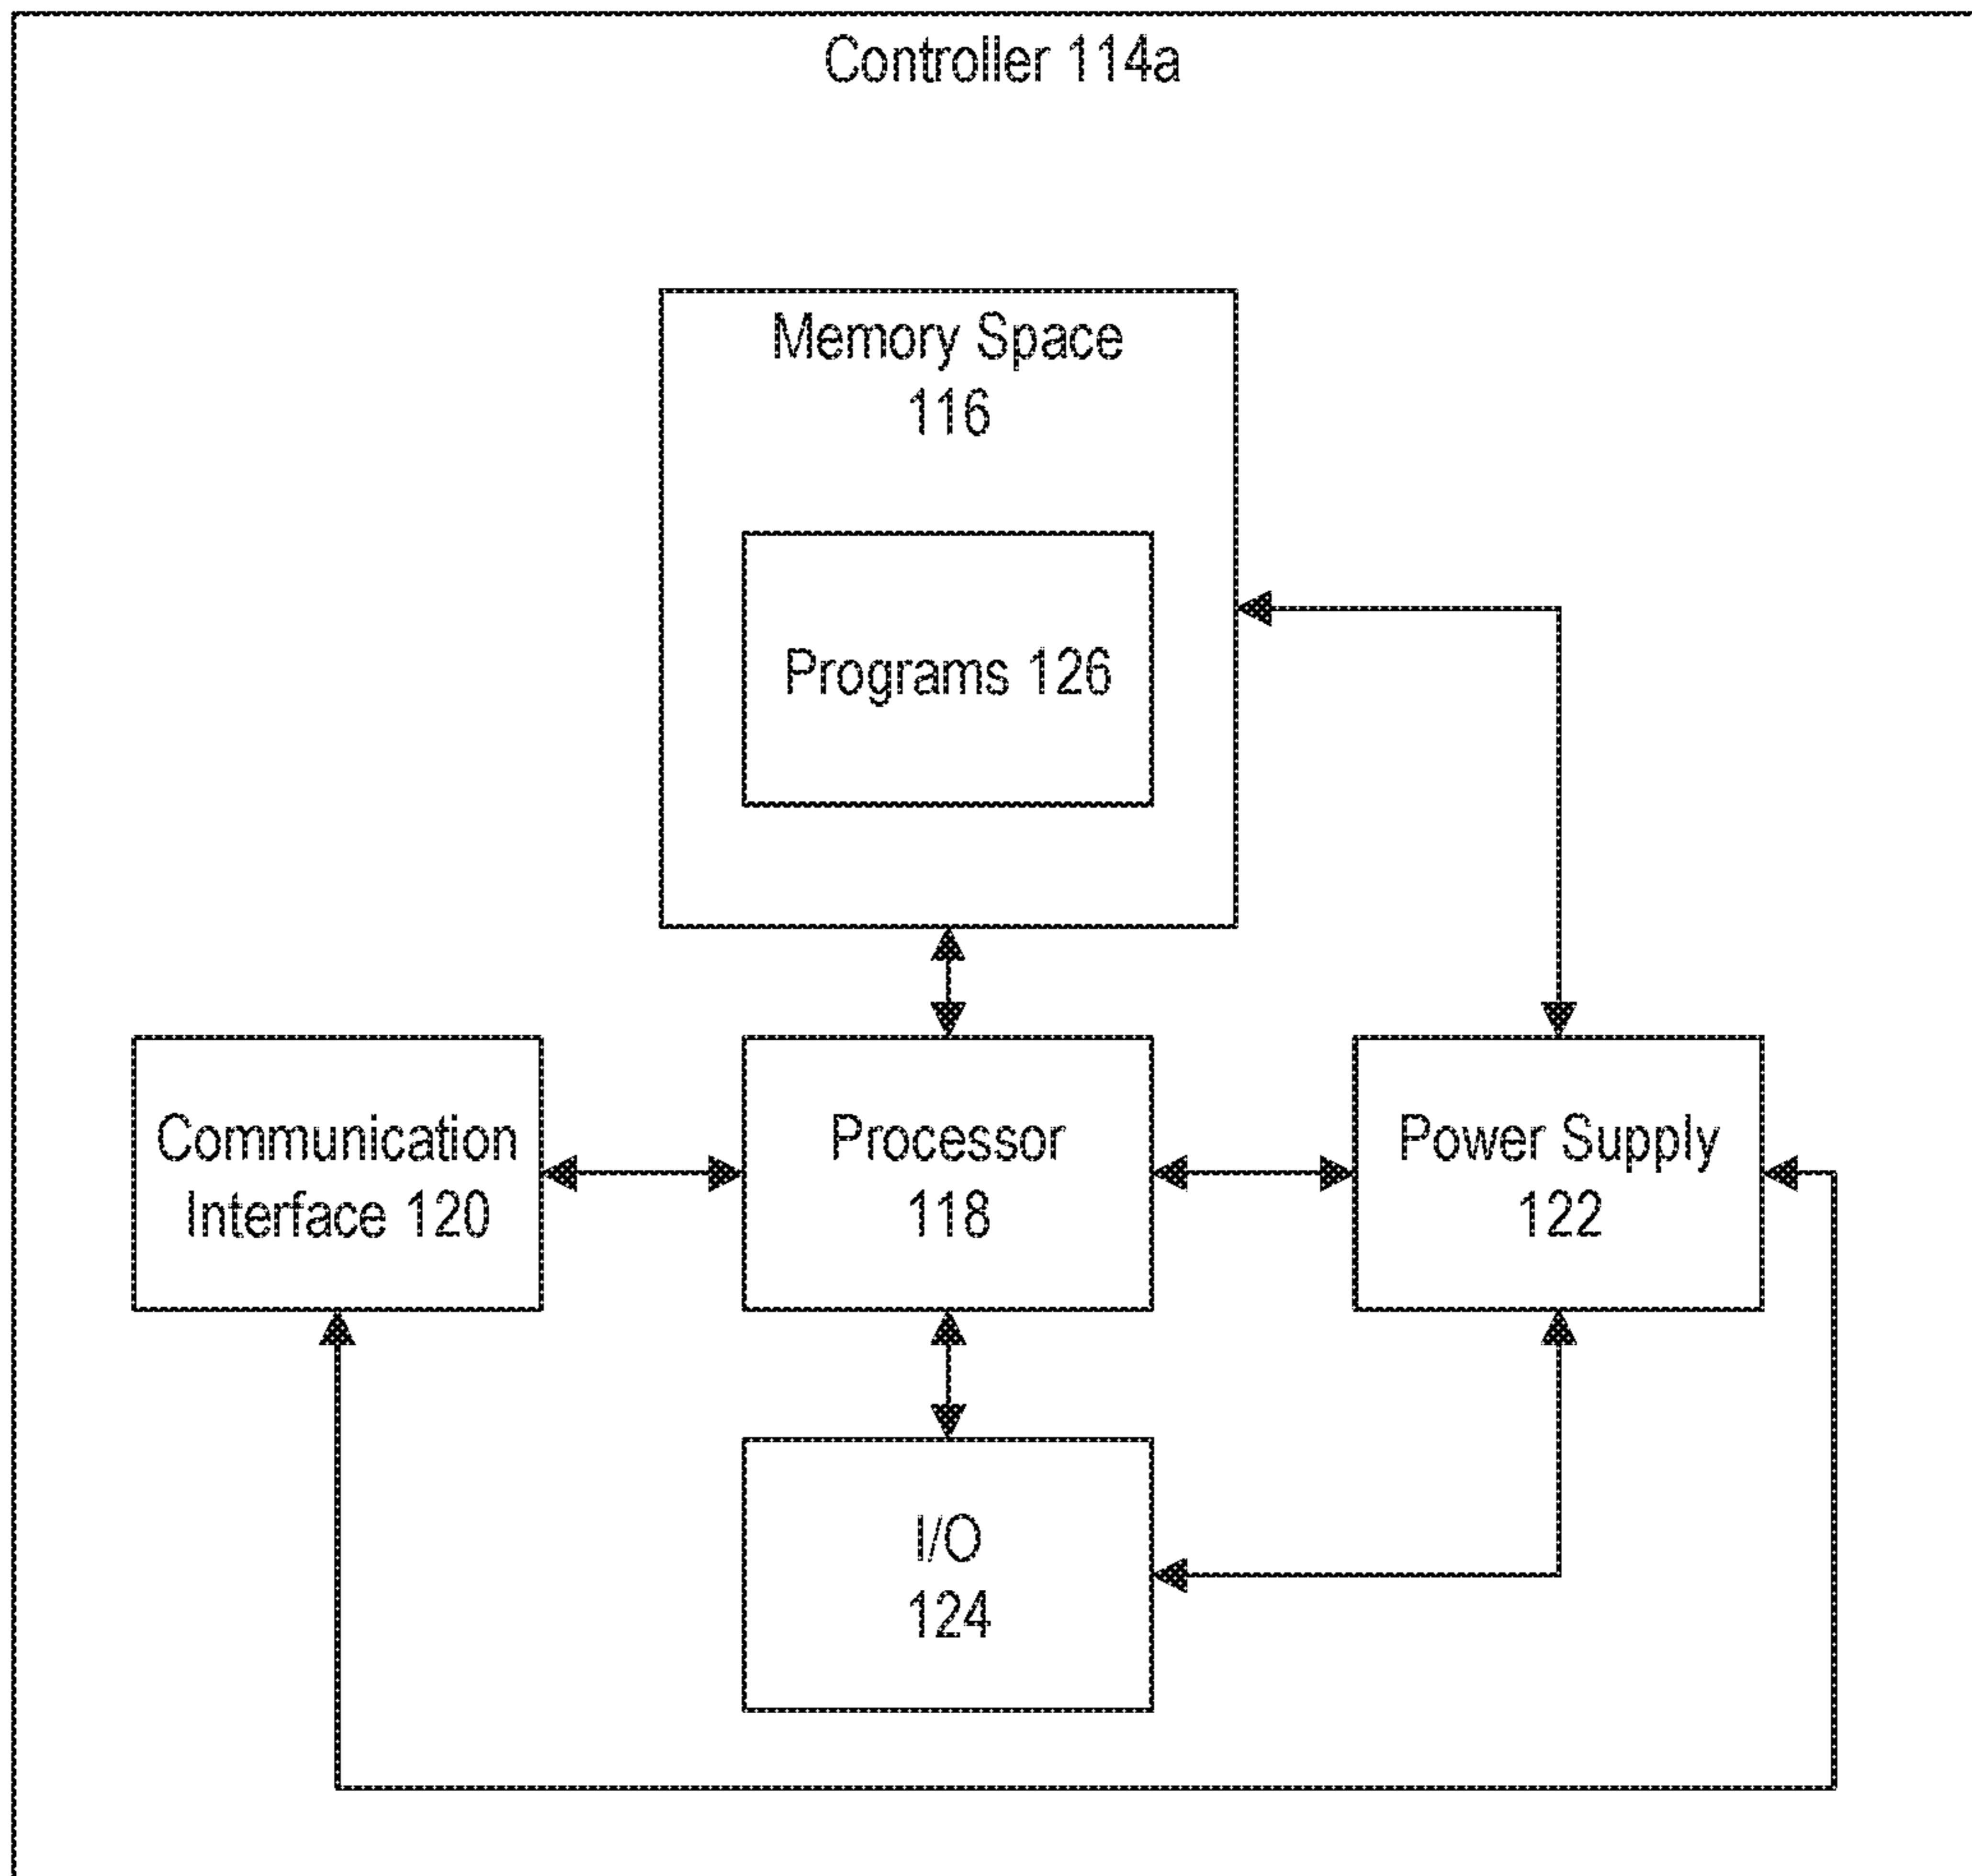 Controller 114a
Memory Space
116
Programs 126
Communication
Interface 120
Processor
118
Power Supply
122
I/O
124